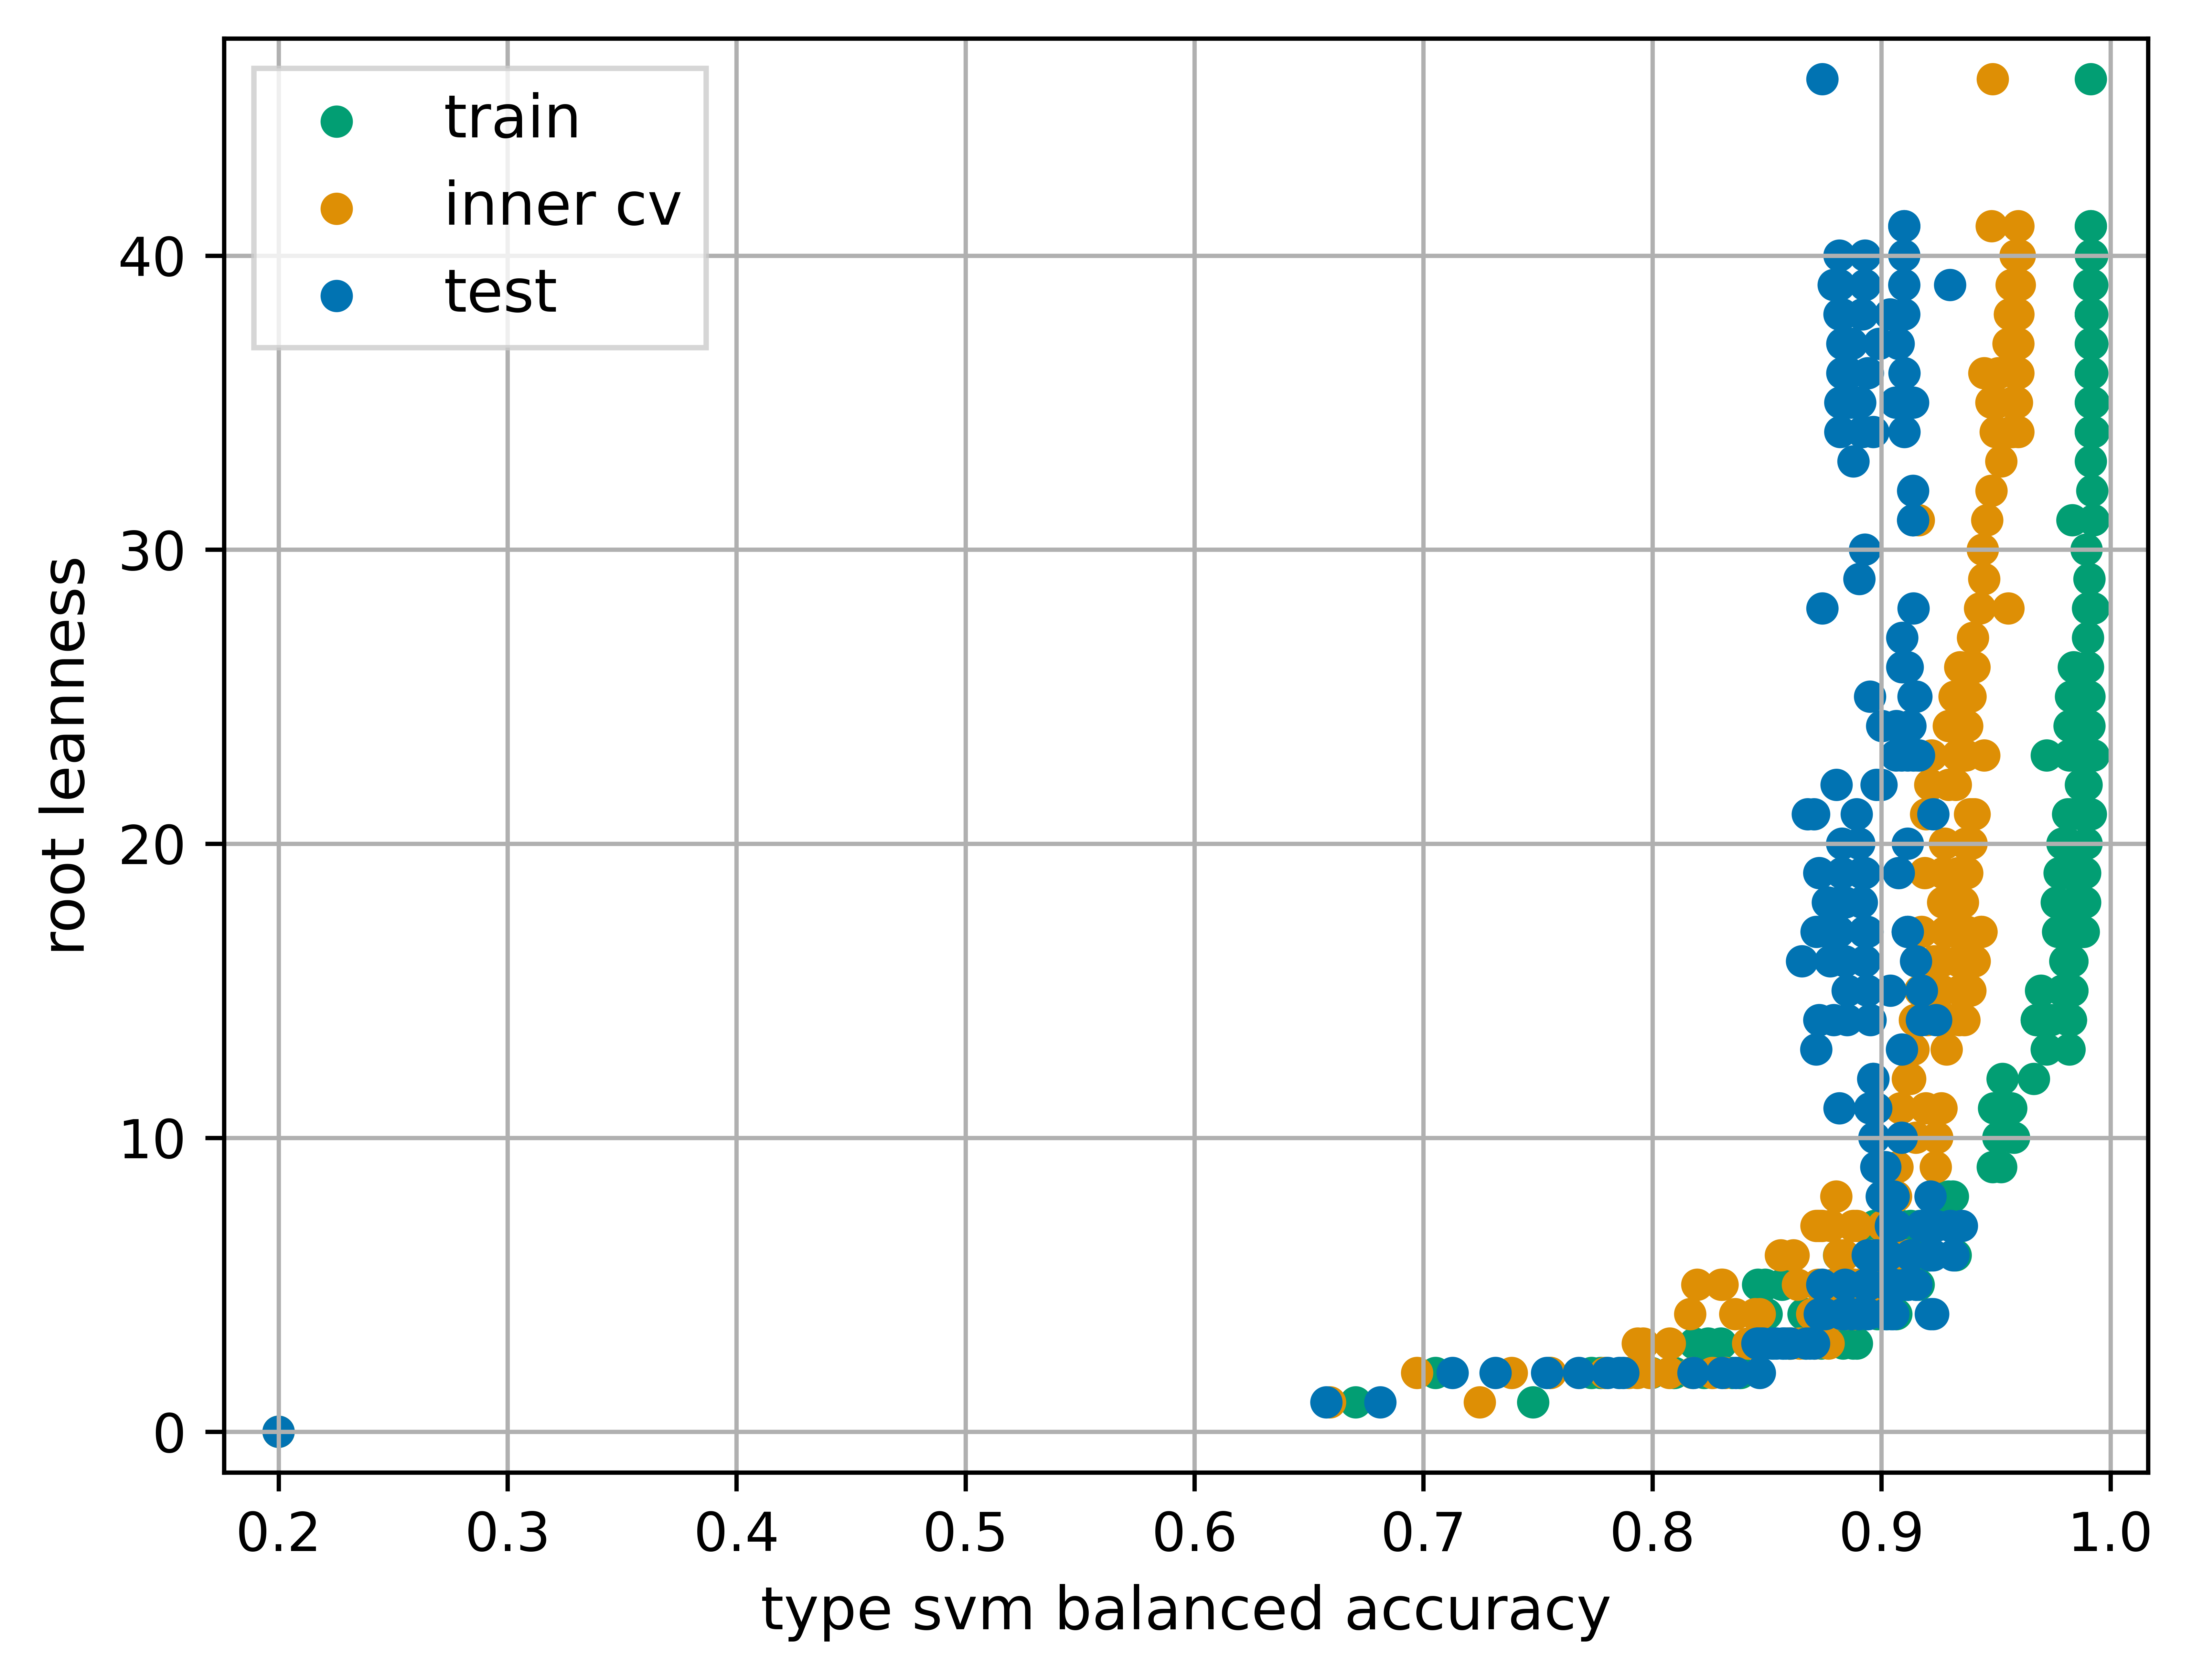 train
inner cv
test
40
30
20
10
0
root leanness
0.2 0.3 0.4 0.5 0.6 0.7 0.8 0.9 1.0
type svm balanced accuracy